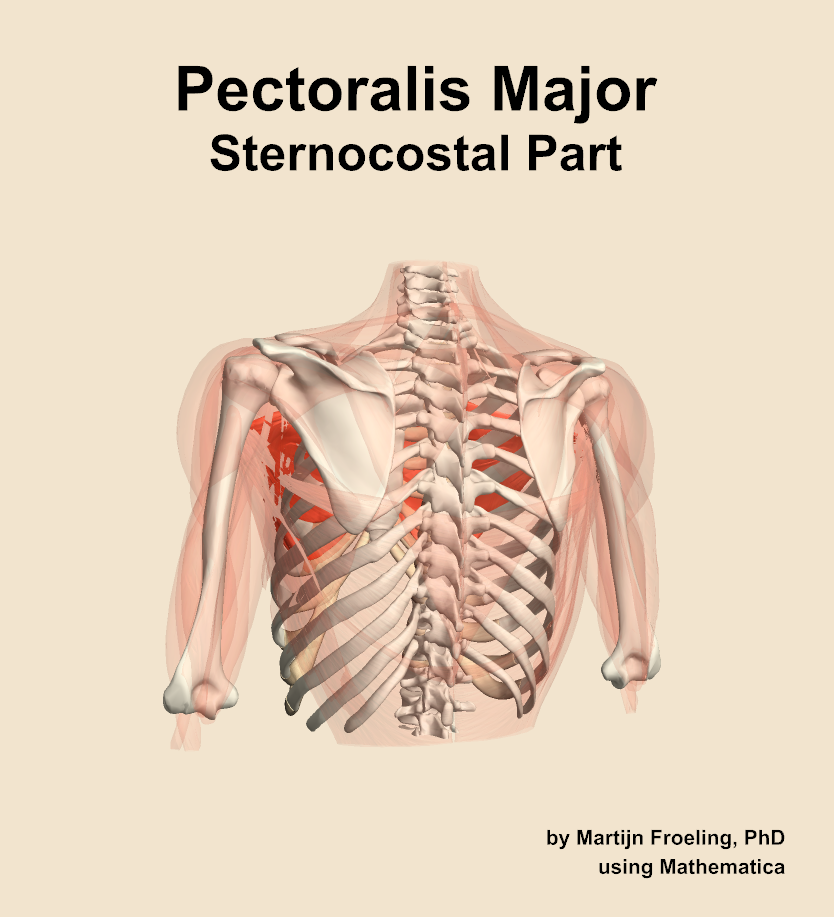 Pectoralis Major
Sternocostal Part
by Martijn Froeling, PhD
using Mathematica